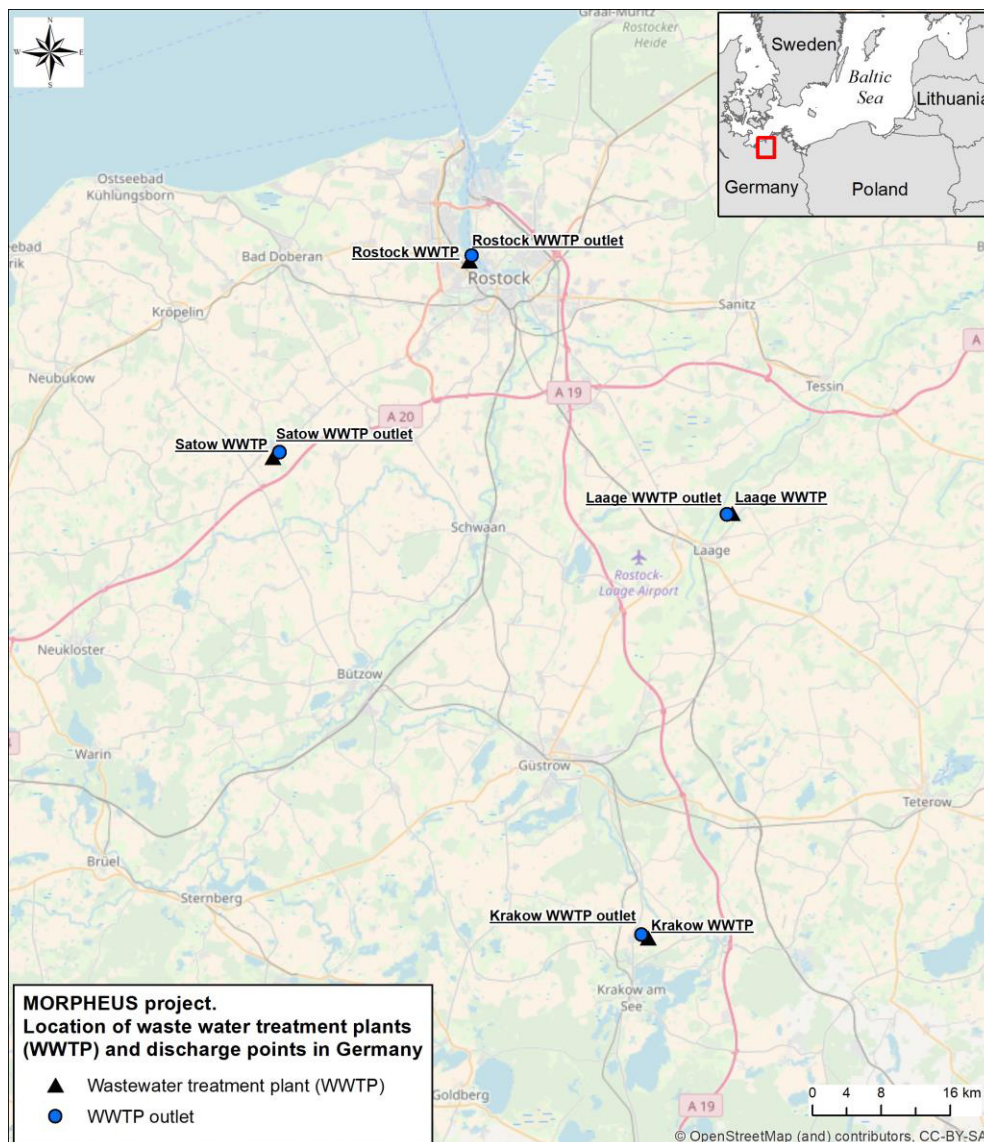 Graal-Müritz
Rostocker
Heide
N
W
E
S
Sweden
Baltic
Sea
Lithuania
Germany
Poland
Ostseebad
Kühlungsborn
Rostock WWTP outlet
Rostock WWTP
Bad Doberan
Rostock
Sanitz
Kröpelin
Neubukow
A
A 19
Tessin
A 20
Satow WWTP outlet
Satow WWTP
Laage WWTP outlet
Laage WWTP
Schwaan
Laage
Rostock-
Laage Airport
Neukloster
Bützow
Warin
Güstrow
Teterow
Brüel
Sternberg
Krakow WWTP outlet
Krakow WWTP
Krakow am
See
MORPHEUS project.
Location of waste water treatment plants
(WWTP) and discharge points in Germany
Wastewater treatment plant (WWTP)
WWTP outlet
Goldberg
A 19
0 4 8 16 km
© OpenStreetMap (and) contributors, CC-BY-SA